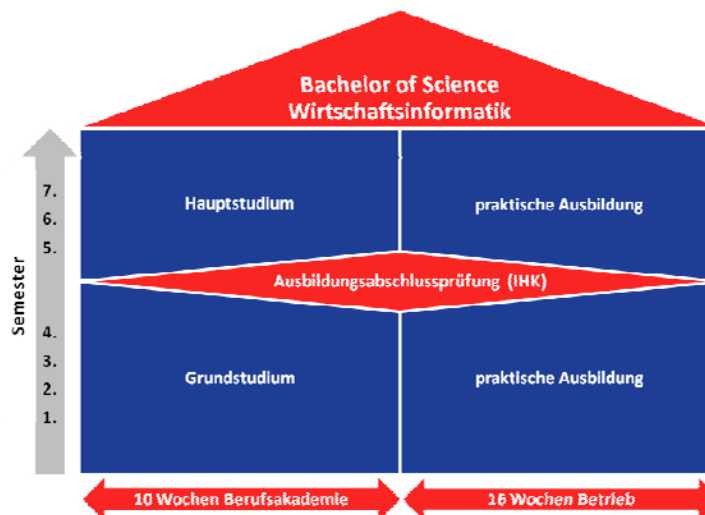 Bachelor of Science
Wirtschaftsinformatik
7.
6.
5.
Hauptstudium
praktische Ausbildung
Ausbildungsabschlussprüfung (IHK)
Semester
4.
3.
2.
1.
Grundstudium
praktische Ausbildung
10 Wochen Berufsakademie
16 Wochen Betrieb